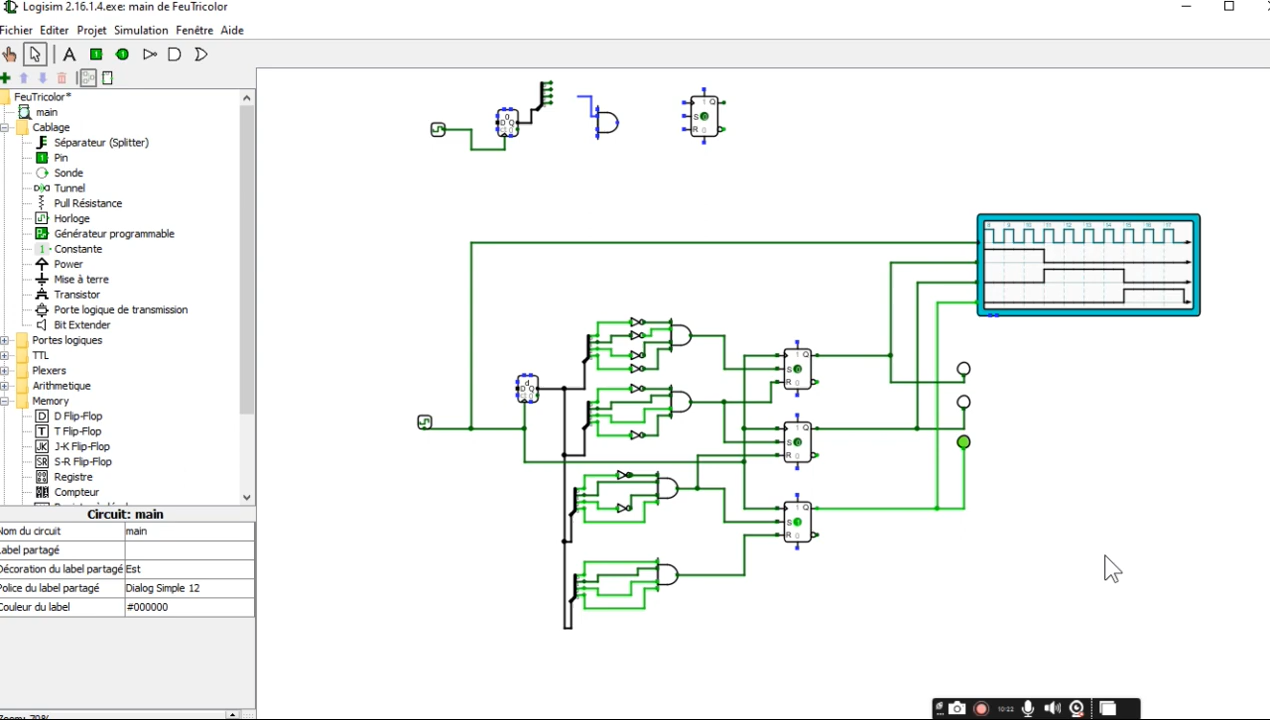 Logisim 2.16.1.4.exe: main de FeuTricolor
Fichier Editer Projet Simulation Fenêtre Aide
FeuTricolor*
main
Cablage
Séparateur (Splitter)
Pin
Sonde
Tunnel
Pull Résistance
Horloge
Générateur programmable
Constante
Power
Mise à terre
Transistor
Porte logique de transmission
Bit Extender
Portes logiques
TTL
Plexers
Arithmetique
Memory
D Flip-Flop
T Flip-Flop
J-K Flip-Flop
S-R Flip-Flop
Registre
Compteur
Circuit: main
Nom du circuit main
Label partagé
Décoration du label partagé Est
Police du label partagé Dialog Simple 12
Couleur du label #000000
10:22